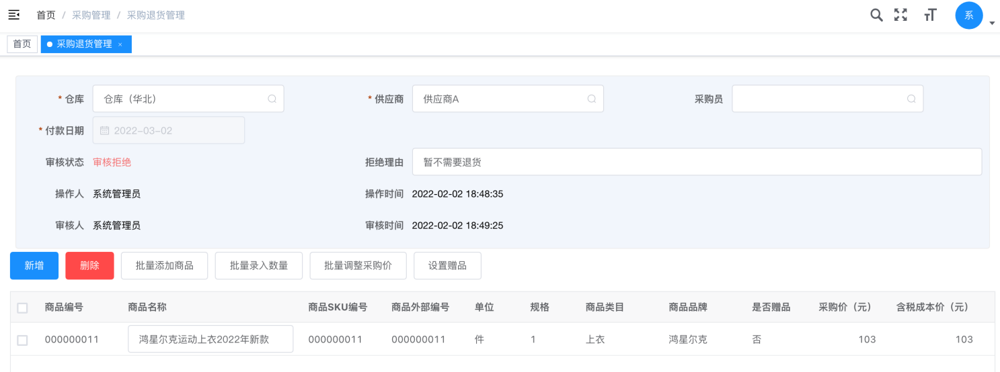 首页 / 采购管理 / 采购退货管理
系
首页 采购退货管理 ×
* 仓库 仓库（华北） * 供应商 供应商A 采购员
* 付款日期 2022-03-02
审核状态 审核拒绝 拒绝理由 暂不需要退货
操作人 系统管理员 操作时间 2022-02-02 18:48:35
审核人 系统管理员 审核时间 2022-02-02 18:49:25
新增 删除 批量添加商品 批量录入数量 批量调整采购价 设置赠品
商品编号 商品名称 商品SKU编号 商品外部编号 单位 规格 商品类目 商品品牌 是否赠品 采购价（元） 含税成本价（元）
000000011 鸿星尔克运动上衣2022年新款 000000011 000000011 件 1 上衣 鸿星尔克 否 103 103